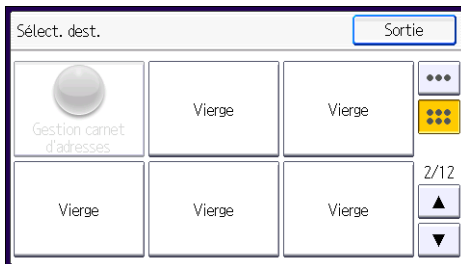 Sélect. dest.
Sortie
Gestion carnet
d'adresses
Vierge
Vierge
2/12
Vierge
Vierge
Vierge